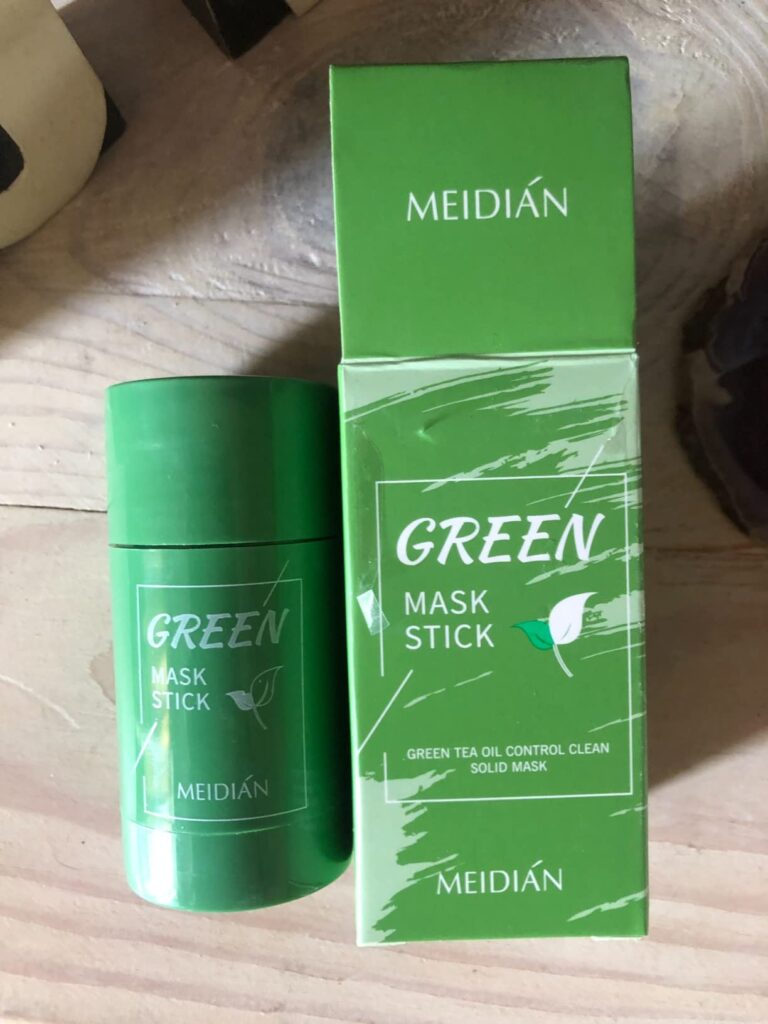 MEIDIÁN
GREEN
MASK
STICK
GREEN TEA OIL CONTROL CLEAN
SOLID MASK
MEIDIÁN
GREEN
MASK
STICK
MEIDIÁN